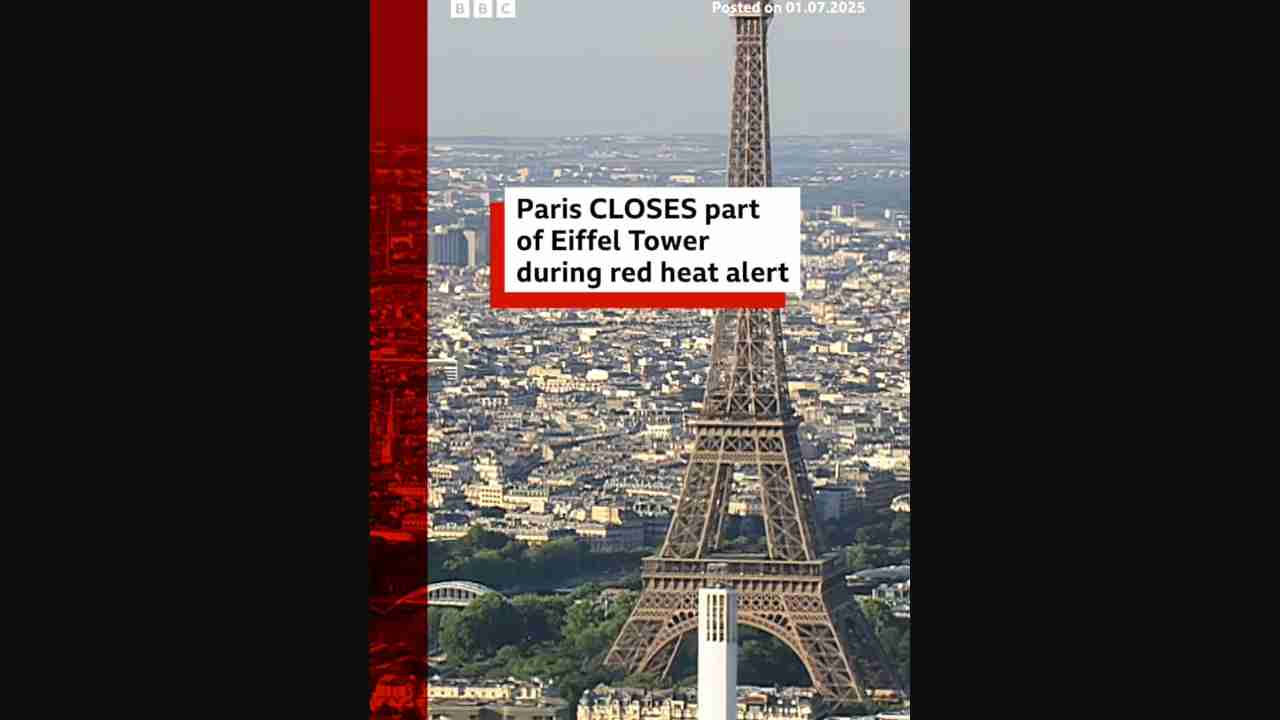 BBC
Posted on 01.07.2025
Paris CLOSES part
of Eiffel Tower
during red heat alert